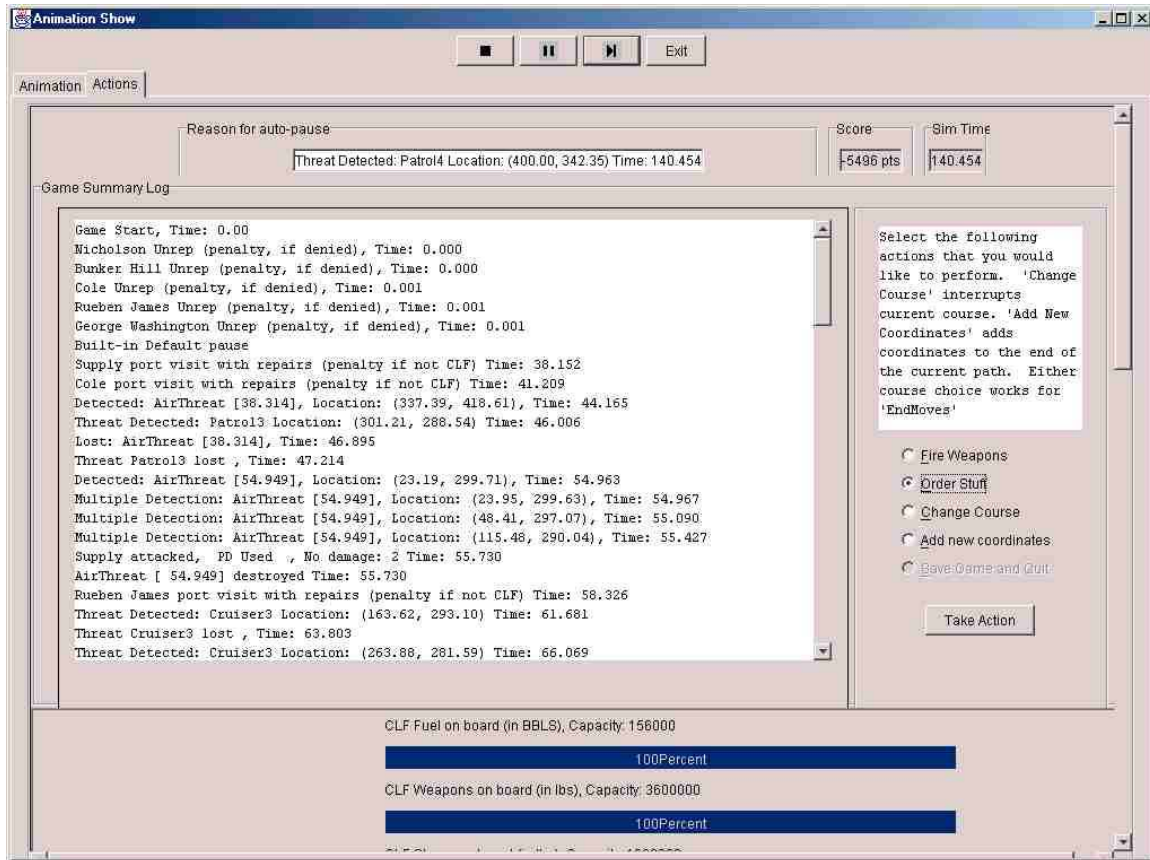 Animation Show
Exit
Animation Actions
Reason for auto-pause
Threat Detected: Patrol4 Location: (400.00, 342.35) Time: 140.454
Score
-5496 pts
Sim Time
140.454
Game Summary Log
Game Start, Time: 0.00
Nicholson Unrep (penalty, if denied), Time: 0.000
Bunker Hill Unrep (penalty, if denied), Time: 0.000
Cole Unrep (penalty, if denied), Time: 0.001
Rueben James Unrep (penalty, if denied), Time: 0.001
George Washington Unrep (penalty, if denied), Time: 0.001
Built-in Default pause
Supply port visit with repairs (penalty if not CLF) Time: 38.152
Cole port visit with repairs (penalty if not CLF) Time: 41.209
Detected: AirThreat [38.314], Location: (337.39, 418.61), Time: 44.165
Threat Detected: Patrol3 Location: (301.21, 288.54) Time: 46.006
Lost: AirThreat [38.314], Time: 46.895
Threat Patrol3 lost , Time: 47.214
Detected: AirThreat [54.949], Location: (23.19, 299.71), Time: 54.963
Multiple Detection: AirThreat [54.949], Location: (23.95, 299.63), Time: 54.967
Multiple Detection: AirThreat [54.949], Location: (48.41, 297.07), Time: 55.090
Multiple Detection: AirThreat [54.949], Location: (115.48, 290.04), Time: 55.427
Supply attacked, PD Used , No damage: 2 Time: 55.730
AirThreat [ 54.949] destroyed Time: 55.730
Rueben James port visit with repairs (penalty if not CLF) Time: 58.326
Threat Detected: Cruiser3 Location: (163.62, 293.10) Time: 61.681
Threat Cruiser3 lost , Time: 63.803
Threat Detected: Cruiser3 Location: (263.88, 281.59) Time: 66.069
Select the following
actions that you would
like to perform. 'Change
Course' interrupts
current course. 'Add New
Coordinates' adds
coordinates to the end of
the current path. Either
course choice works for
'EndMoves'
Fire Weapons
Order Stuff
Change Course
Add new coordinates
Save Game and Quit
Take Action
CLF Fuel on board (in BBLS), Capacity: 156000
100Percent
CLF Weapons on board (in lbs), Capacity: 3600000
100Percent